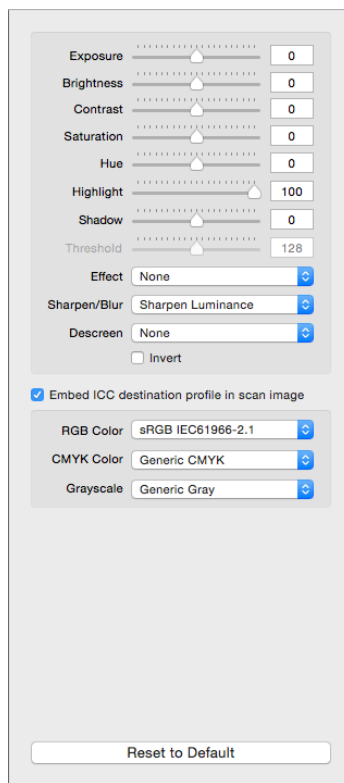 Exposure 0
Brightness 0
Contrast 0
Saturation 0
Hue 0
Highlight 100
Shadow 0
Threshold 128
Effect None
Sharpen/Blur Sharpen Luminance
Descreen None
Invert
Embed ICC destination profile in scan image
RGB Color sRGB IEC61966-2.1
CMYK Color Generic CMYK
Grayscale Generic Gray
Reset to Default